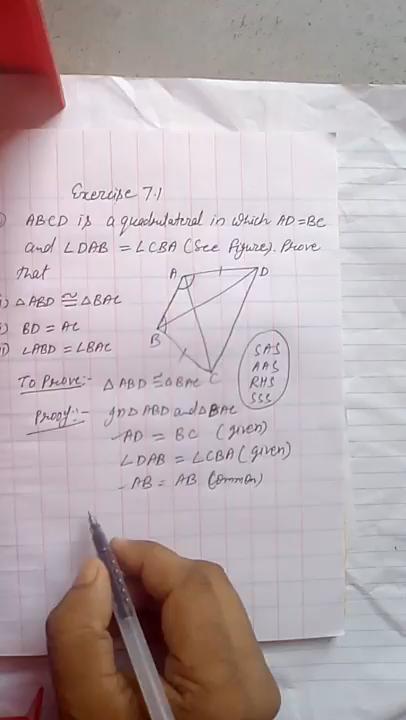 Exercise 7.1
ABCD is a quadrilateral in which AD = BC
and ∠DAB = ∠CBA (See figure). Prove
that
i) △ABD ≅ △BAC
i) BD = AC
ii) ∠ABD = ∠BAC
A
D
B
C
SAS
AAS
RHS
SSS
To Prove:- △ABD ≅ △BAC
Proof:- In △ABD and △BAC
AD = BC (given)
∠DAB = ∠CBA (given)
AB = AB (Common)